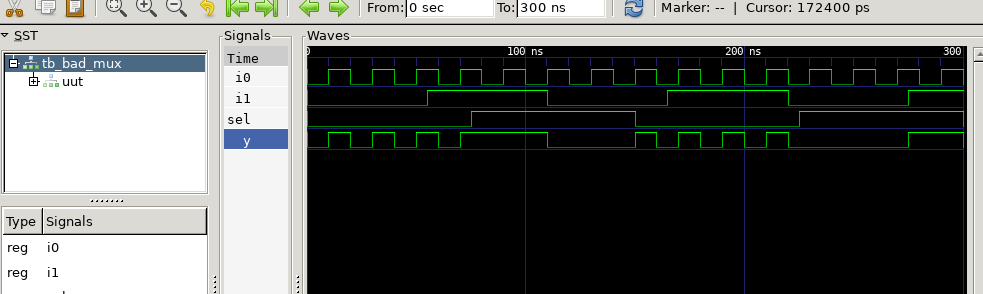 From: 0 sec To: 300 ns Marker: -- | Cursor: 172400 ps
SST
tb_bad_mux
uut
Type Signals
reg i0
reg i1
Signals
Time
i0
i1
sel
y
Waves
0 100 ns 200 ns 300